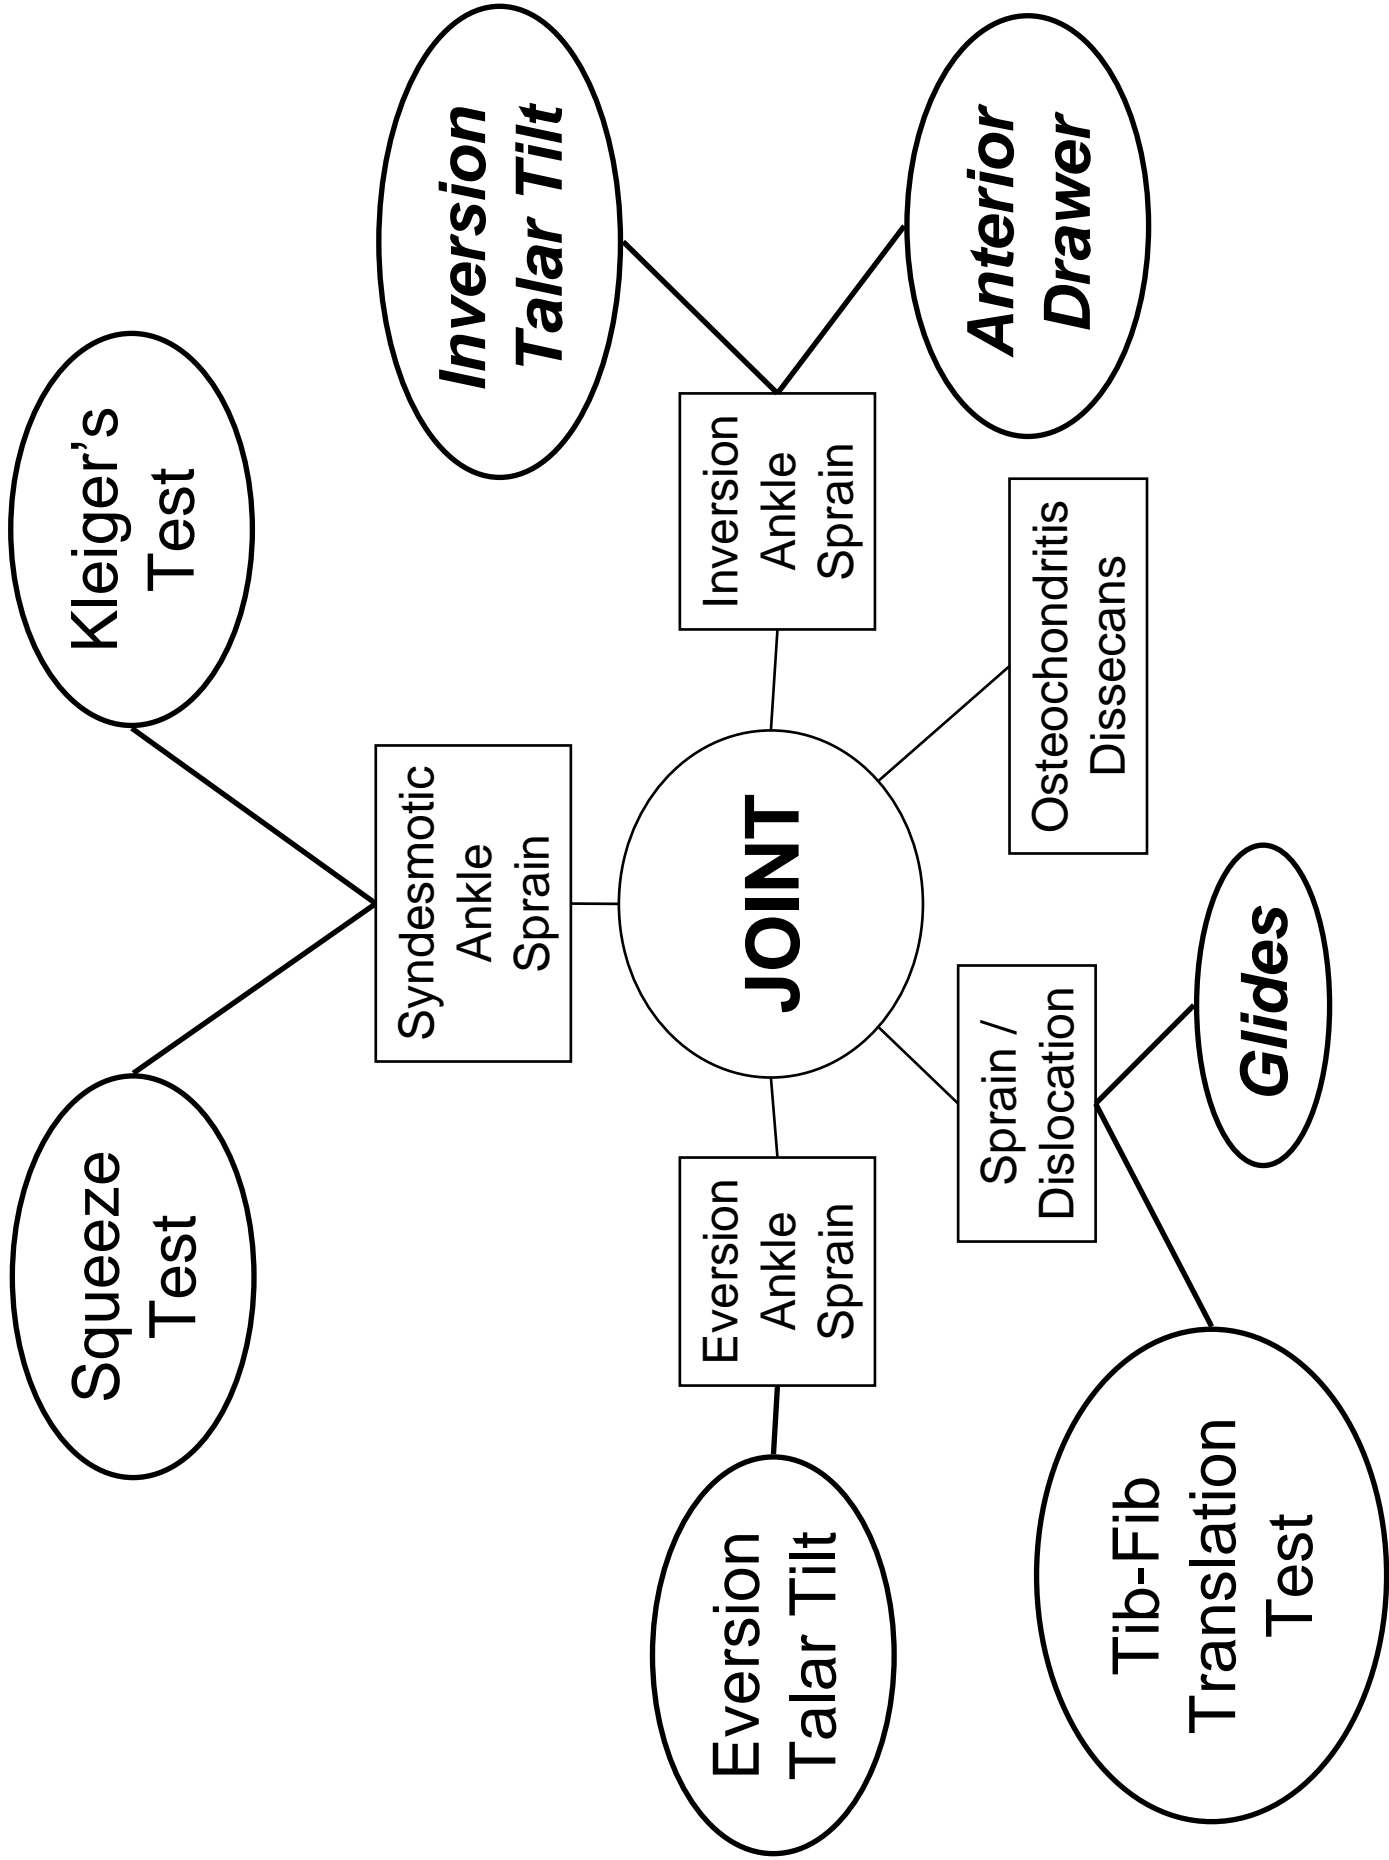 Squeeze
Test
Kleiger's
Test
Syndesmotic
Ankle
Sprain
Inversion
Talar Tilt
Eversion
Talar Tilt
Eversion
Ankle
Sprain
JOINT
Inversion
Ankle
Sprain
Anterior
Drawer
Sprain /
Dislocation
Osteochondritis
Dissecans
Tib-Fib
Translation
Test
Glides